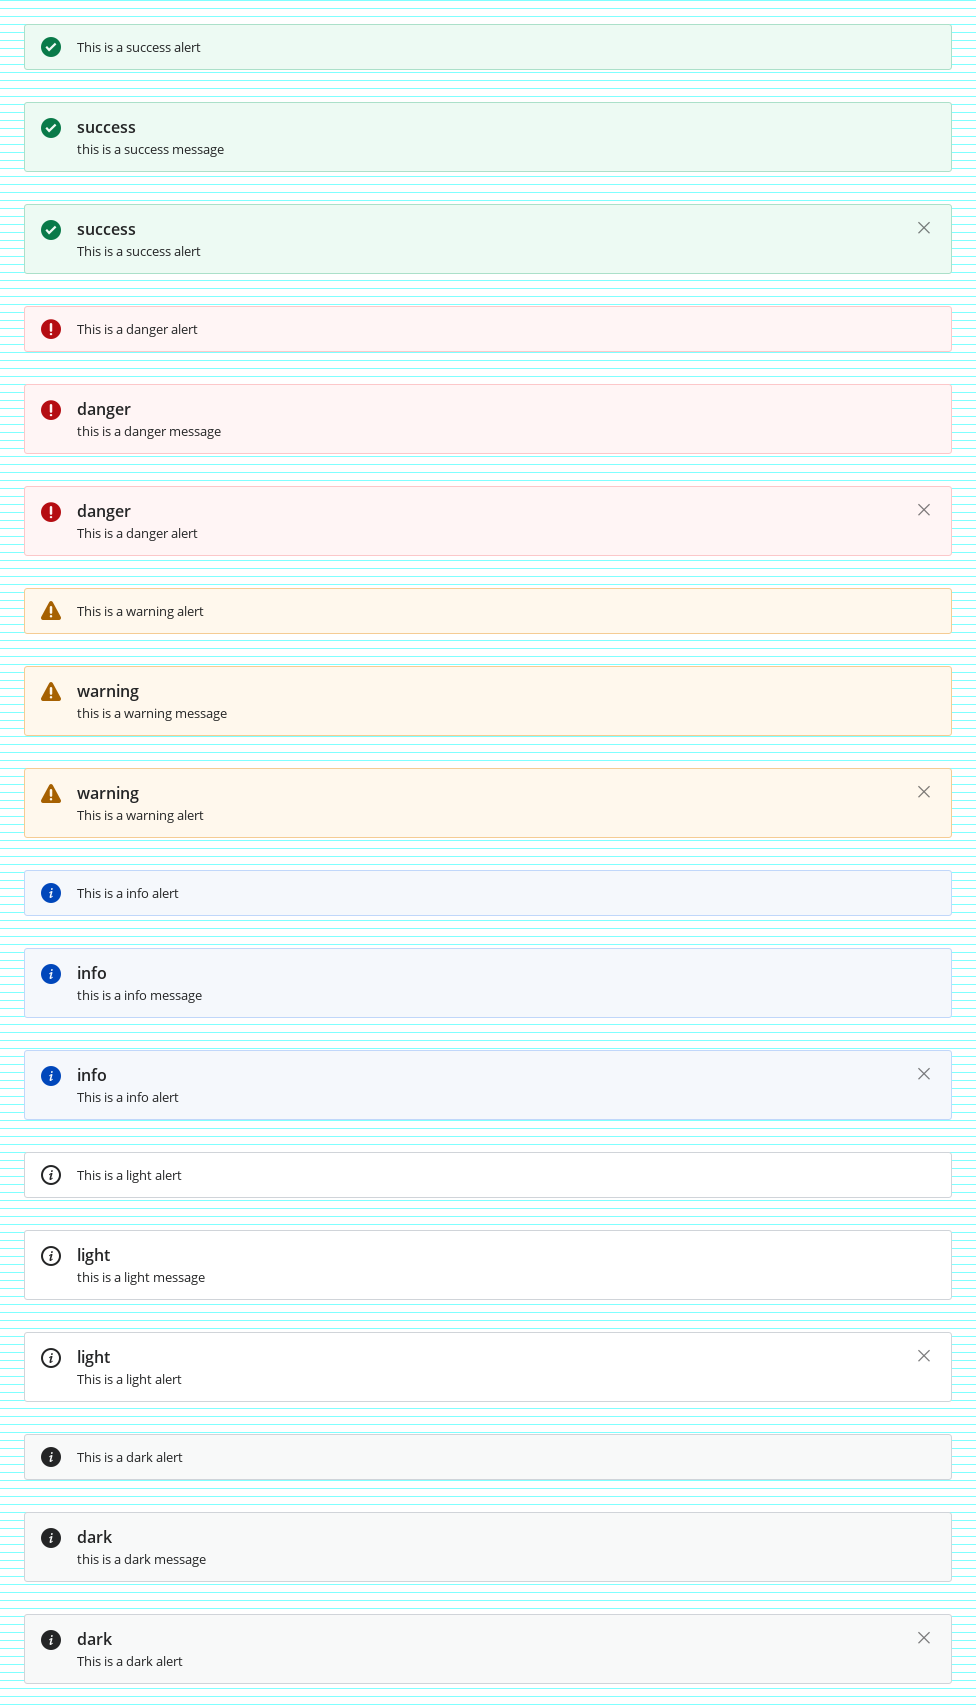 This is a success alert
success
this is a success message
success
This is a success alert
This is a danger alert
danger
this is a danger message
danger
This is a danger alert
This is a warning alert
warning
this is a warning message
warning
This is a warning alert
This is a info alert
info
this is a info message
info
This is a info alert
This is a light alert
light
this is a light message
light
This is a light alert
This is a dark alert
dark
this is a dark message
dark
This is a dark alert